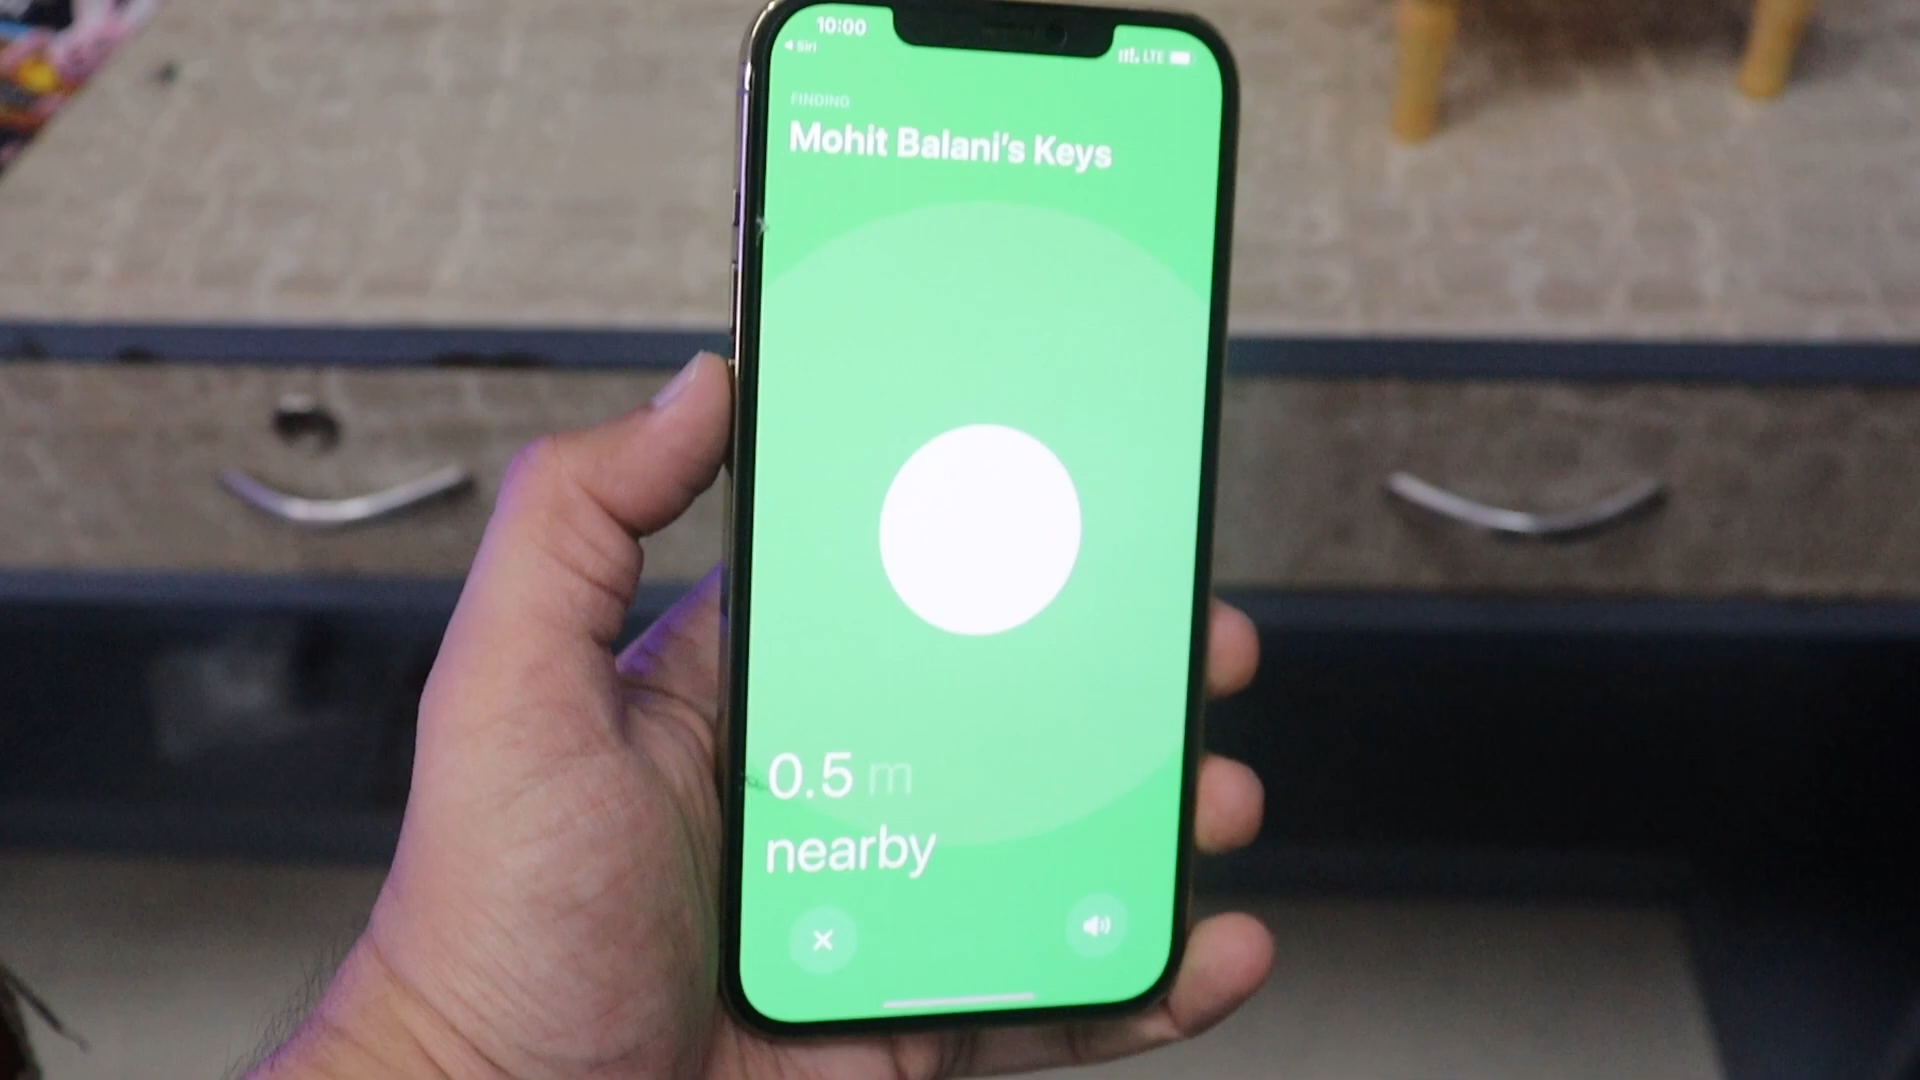 10:00
◀ Siri
LTE
FINDING
Mohit Balani's Keys
0.5 m
nearby